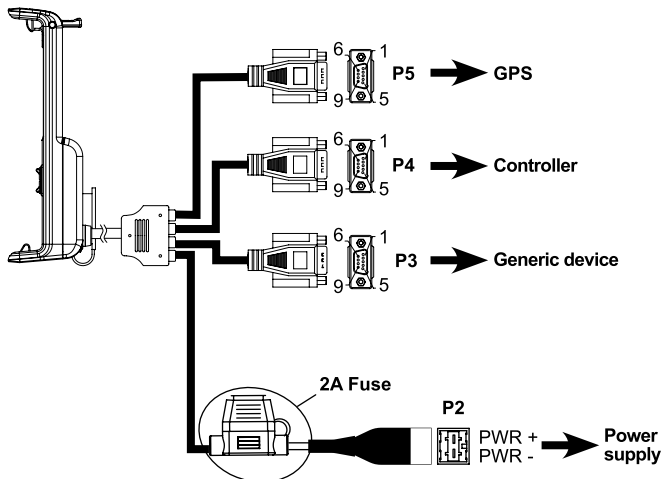 6 1
P5 GPS
9 5
6 1
P4 Controller
9 5
6 1
P3 Generic device
9 5
2A Fuse
P2
PWR +
PWR -
Power
supply